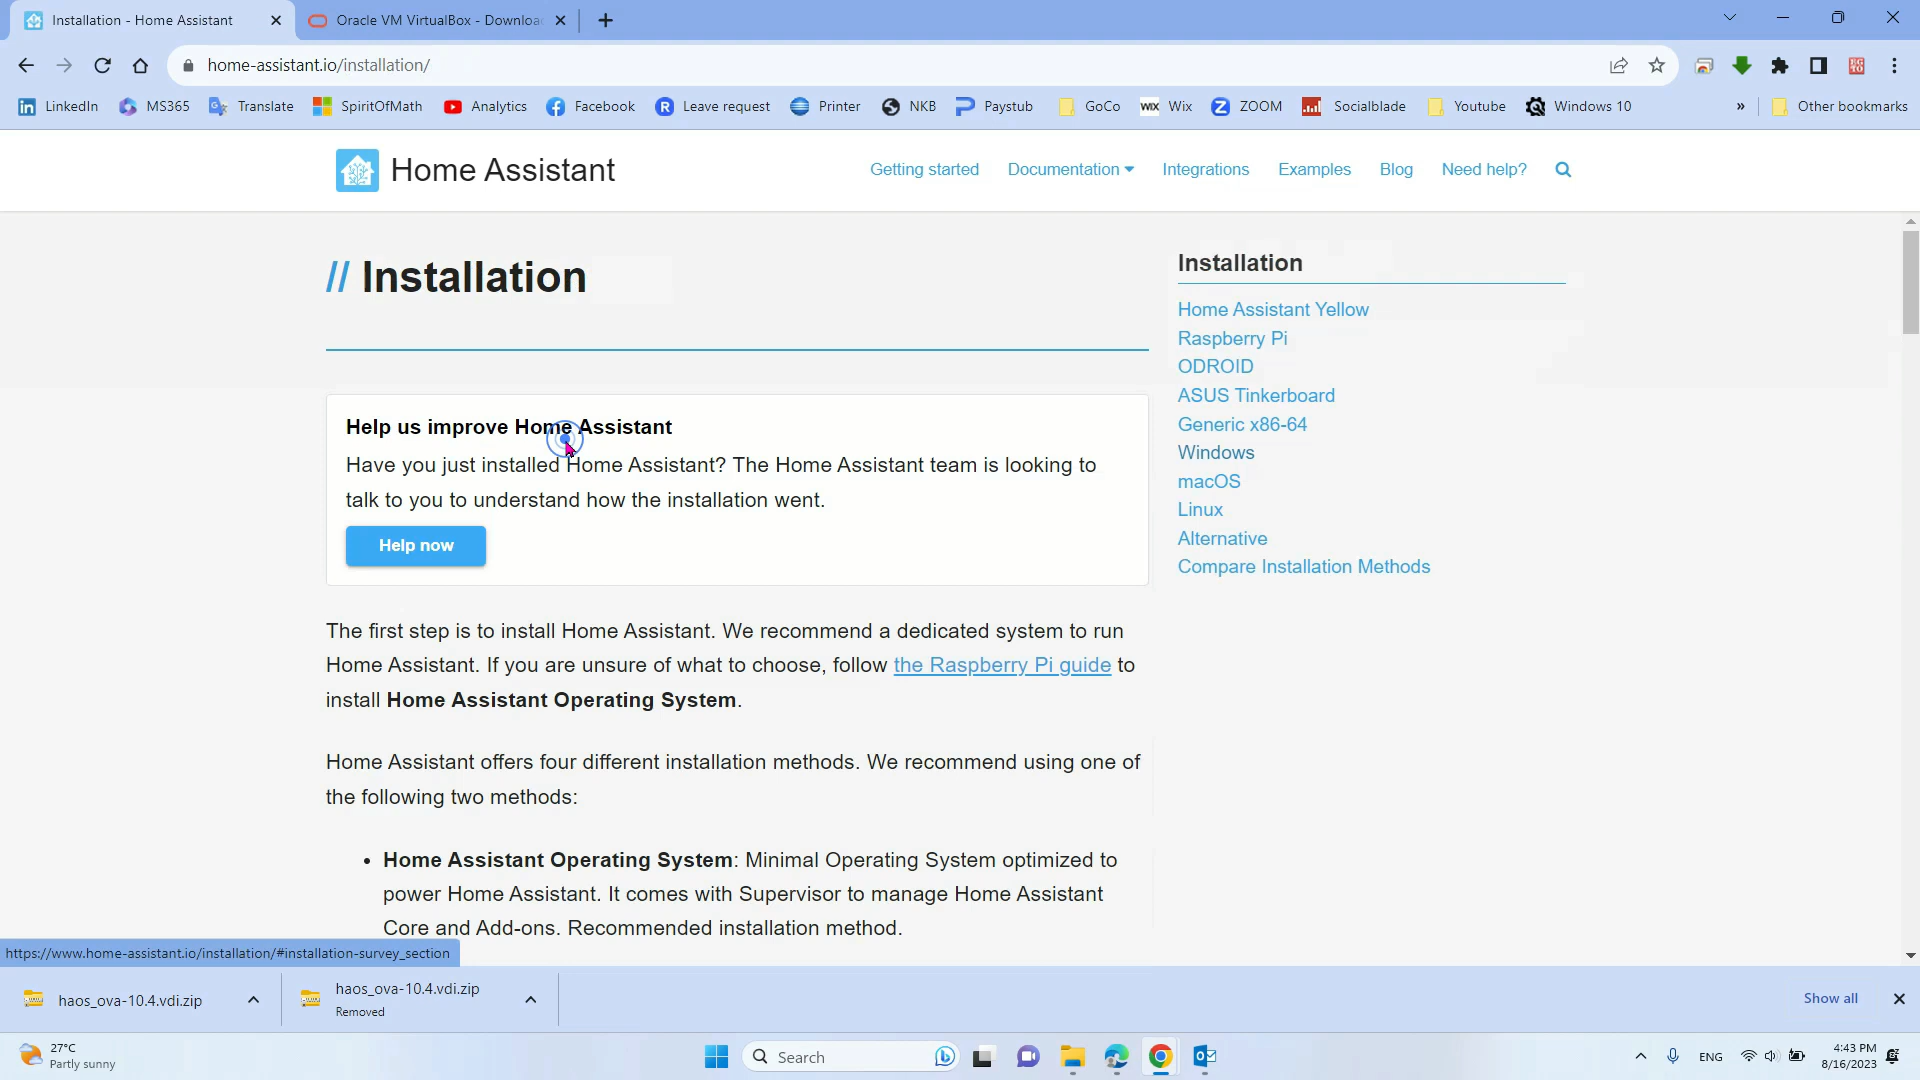 Installation - Home Assistant
Oracle VM VirtualBox - Downloa
home-assistant.io/installation/
LinkedIn
MS365
Translate
SpiritOfMath
Analytics
Facebook
Leave request
Printer
NKB
Paystub
GoCo
WIX Wix
ZOOM
Socialblade
Youtube
Windows 10
»
Other bookmarks
Home Assistant
Getting started
Documentation
Integrations
Examples
Blog
Need help?
// Installation
Help us improve Home Assistant
Have you just installed Home Assistant? The Home Assistant team is looking to
talk to you to understand how the installation went.
Help now
The first step is to install Home Assistant. We recommend a dedicated system to run
Home Assistant. If you are unsure of what to choose, follow the Raspberry Pi guide to
install Home Assistant Operating System.
Home Assistant offers four different installation methods. We recommend using one of
the following two methods:
• Home Assistant Operating System: Minimal Operating System optimized to
power Home Assistant. It comes with Supervisor to manage Home Assistant
Core and Add-ons. Recommended installation method.
Installation
Home Assistant Yellow
Raspberry Pi
ODROID
ASUS Tinkerboard
Generic x86-64
Windows
macOS
Linux
Alternative
Compare Installation Methods
https://www.home-assistant.io/installation/#installation-survey_section
haos_ova-10.4.vdi.zip
haos_ova-10.4.vdi.zip
Removed
Show all
27°C
Partly sunny
Search
ENG
4:43 PM
8/16/2023